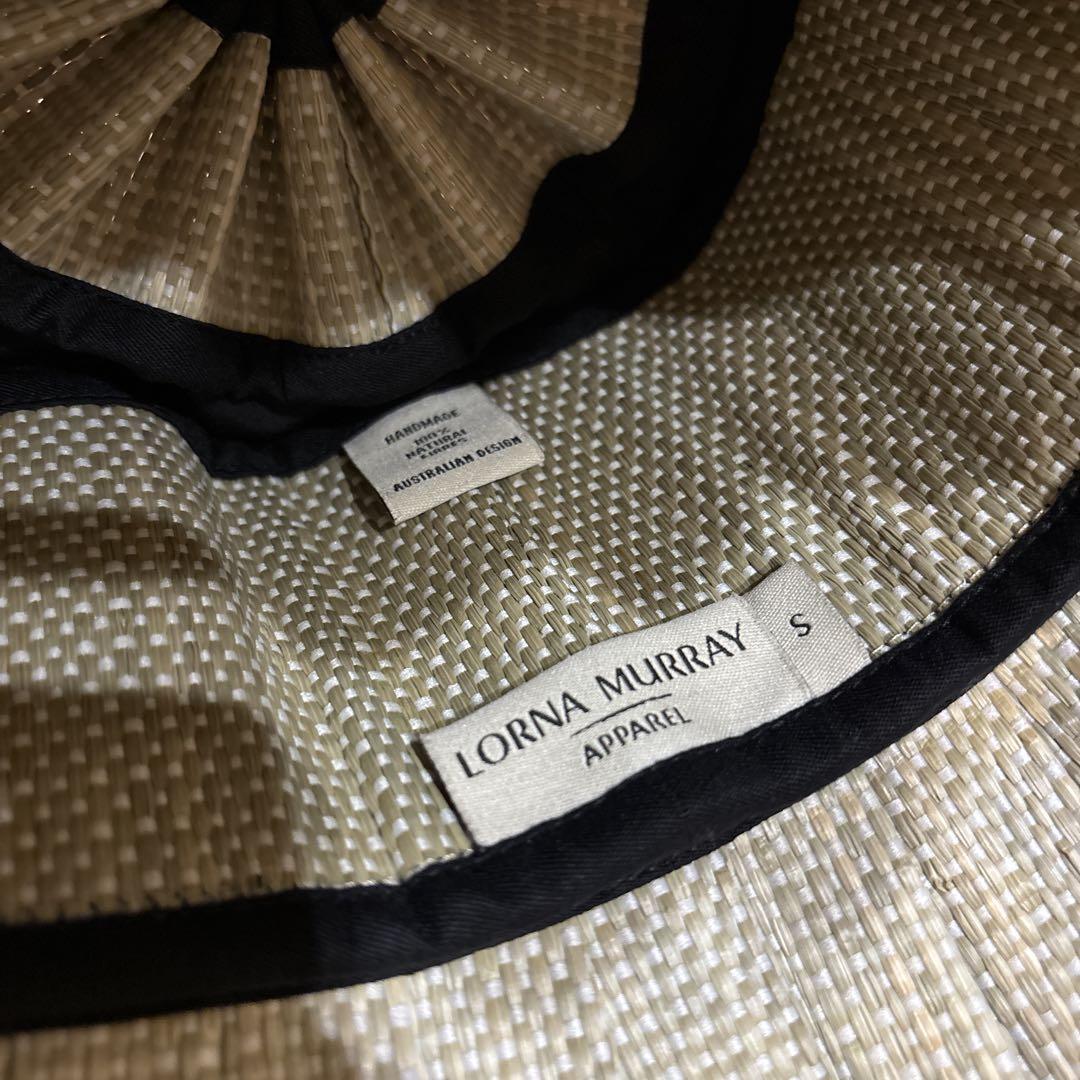 HANDMADE
100%
NATURAL
FIBRES
AUSTRALIAN DESIGN
LORNA MURRAY
APPAREL
S